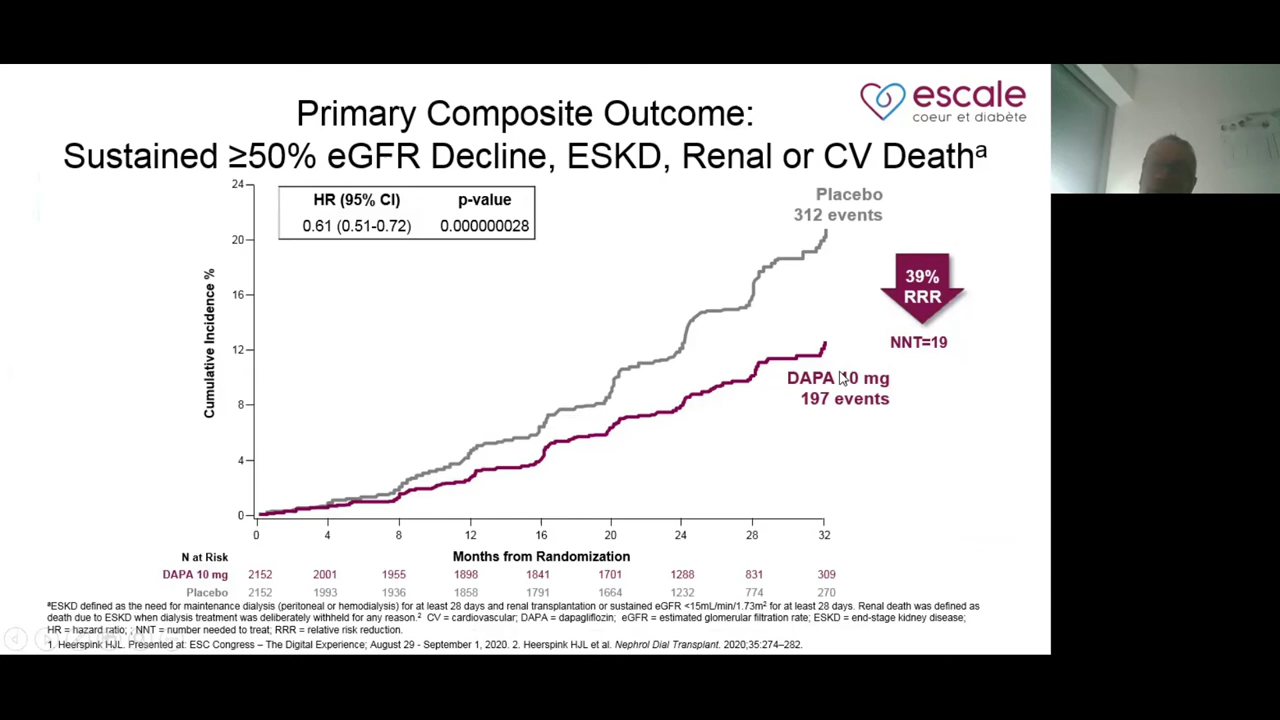 escale
coeur et diabète
Primary Composite Outcome:
Sustained ≥50% eGFR Decline, ESKD, Renal or CV Deathᵃ
HR (95% CI) p-value
0.61 (0.51-0.72) 0.000000028
Placebo
312 events
39%
RRR
NNT=19
DAPA 10 mg
197 events
Cumulative Incidence %
24
20
16
12
8
4
0
0 4 8 12 16 20 24 28 32
N at Risk Months from Randomization
DAPA 10 mg 2152 2001 1955 1898 1841 1701 1288 831 309
Placebo 2152 1993 1936 1858 1791 1664 1232 774 270
ᵃESKD defined as the need for maintenance dialysis (peritoneal or hemodialysis) for at least 28 days and renal transplantation or sustained eGFR <15mL/min/1.73m² for at least 28 days. Renal death was defined as
death due to ESKD when dialysis treatment was deliberately withheld for any reason.² CV = cardiovascular; DAPA = dapagliflozin; eGFR = estimated glomerular filtration rate; ESKD = end-stage kidney disease;
HR = hazard ratio; ; NNT = number needed to treat; RRR = relative risk reduction.
1. Heerspink HJL. Presented at: ESC Congress – The Digital Experience; August 29 - September 1, 2020. 2. Heerspink HJL et al. Nephrol Dial Transplant. 2020;35:274–282.